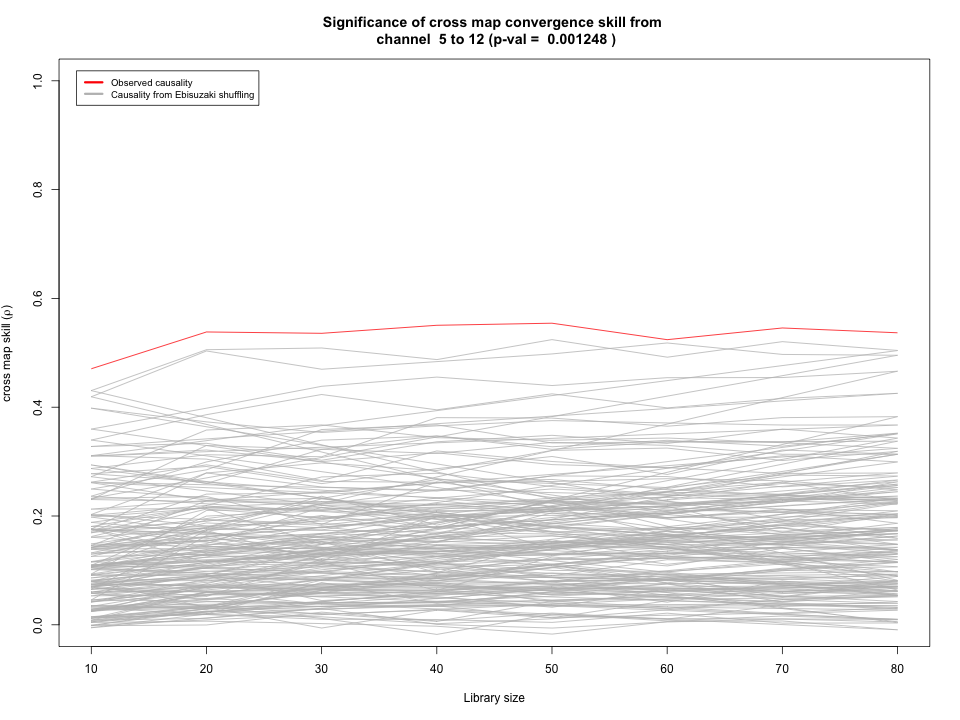 Significance of cross map convergence skill from
channel  5 to 12 (p-val =  0.001248 )
Observed causality
Causality from Ebisuzaki shuffling
cross map skill (ρ)
1.0
0.8
0.6
0.4
0.2
0.0
10 20 30 40 50 60 70 80
Library size